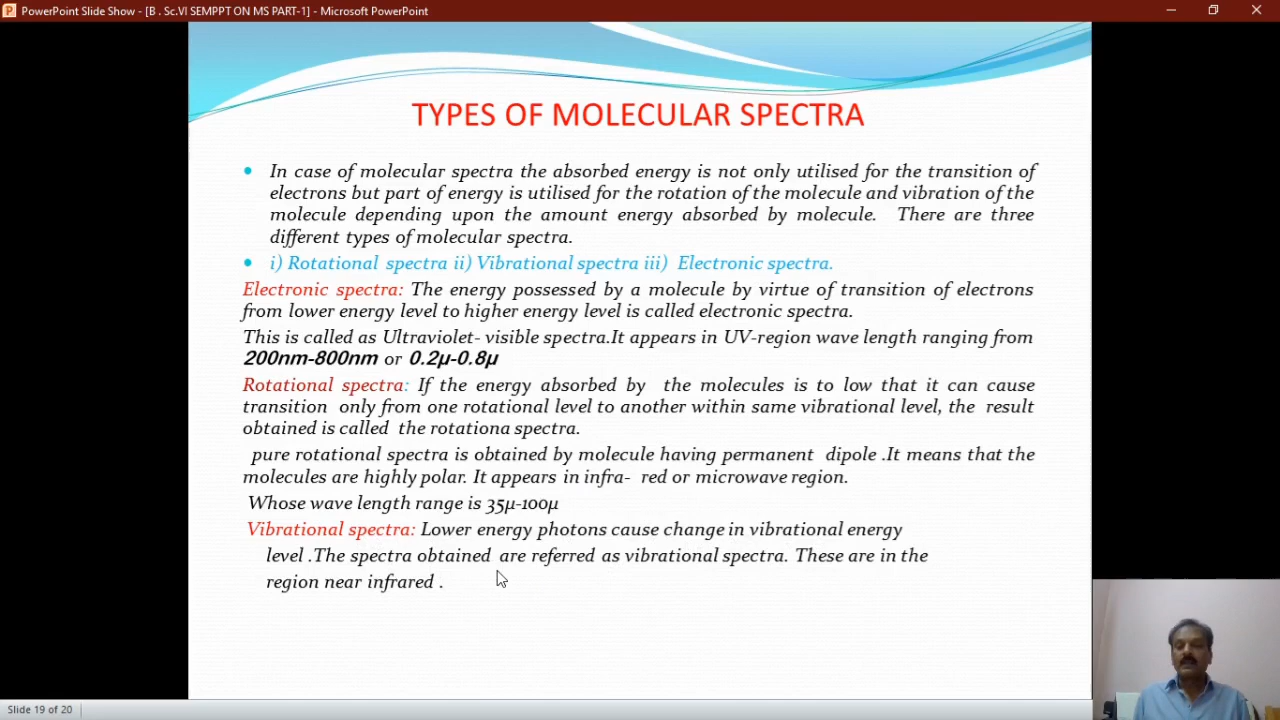 PowerPoint Slide Show - [B . Sc.VI SEMPPT ON MS PART-1] - Microsoft PowerPoint
TYPES OF MOLECULAR SPECTRA
In case of molecular spectra the absorbed energy is not only utilised for the transition of
electrons but part of energy is utilised for the rotation of the molecule and vibration of the
molecule depending upon the amount energy absorbed by molecule. There are three
different types of molecular spectra.
i) Rotational spectra ii) Vibrational spectra iii) Electronic spectra.
Electronic spectra: The energy possessed by a molecule by virtue of transition of electrons
from lower energy level to higher energy level is called electronic spectra.
This is called as Ultraviolet- visible spectra.It appears in UV-region wave length ranging from
200nm-800nm or 0.2µ-0.8µ
Rotational spectra: If the energy absorbed by the molecules is to low that it can cause
transition only from one rotational level to another within same vibrational level, the result
obtained is called the rotationa spectra.
pure rotational spectra is obtained by molecule having permanent dipole .It means that the
molecules are highly polar. It appears in infra- red or microwave region.
Whose wave length range is 35µ-100µ
Vibrational spectra: Lower energy photons cause change in vibrational energy
level .The spectra obtained are referred as vibrational spectra. These are in the
region near infrared .
Slide 19 of 20